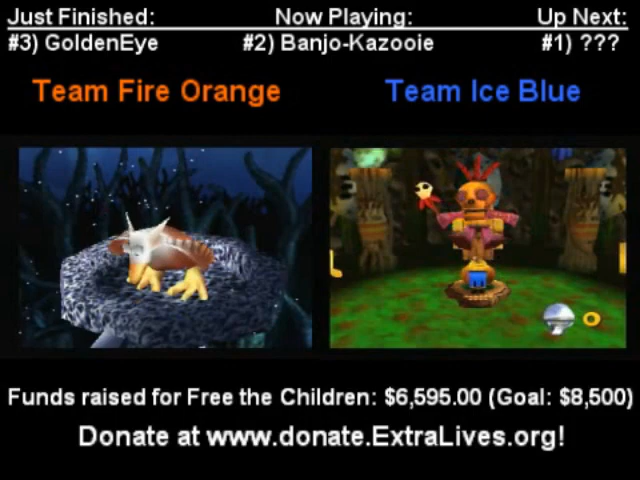 Just Finished: Now Playing: Up Next:
#3) GoldenEye #2) Banjo-Kazooie #1) ???
Team Fire Orange Team Ice Blue
Funds raised for Free the Children: $6,595.00 (Goal: $8,500)
Donate at www.donate.ExtraLives.org!